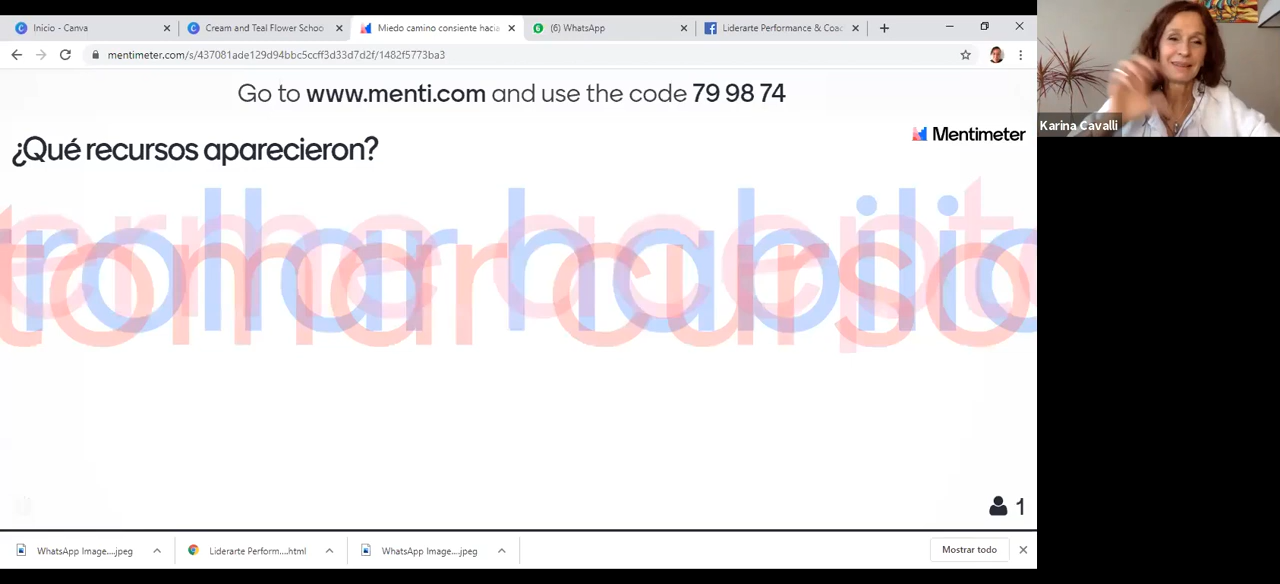 Inicio - Canva
Cream and Teal Flower Schoo
Miedo camino consiente hacia
(6) WhatsApp
Liderarte Performance & Coac
mentimeter.com/s/437081ade129d94bbc5ccff3d33d7d2f/1482f5773ba3
Go to www.menti.com and use the code 79 98 74
Karina Cavalli
Mentimeter
¿Qué recursos aparecieron?
tomar curso
1
WhatsApp Image....jpeg
Liderarte Perform....html
WhatsApp Image....jpeg
Mostrar todo